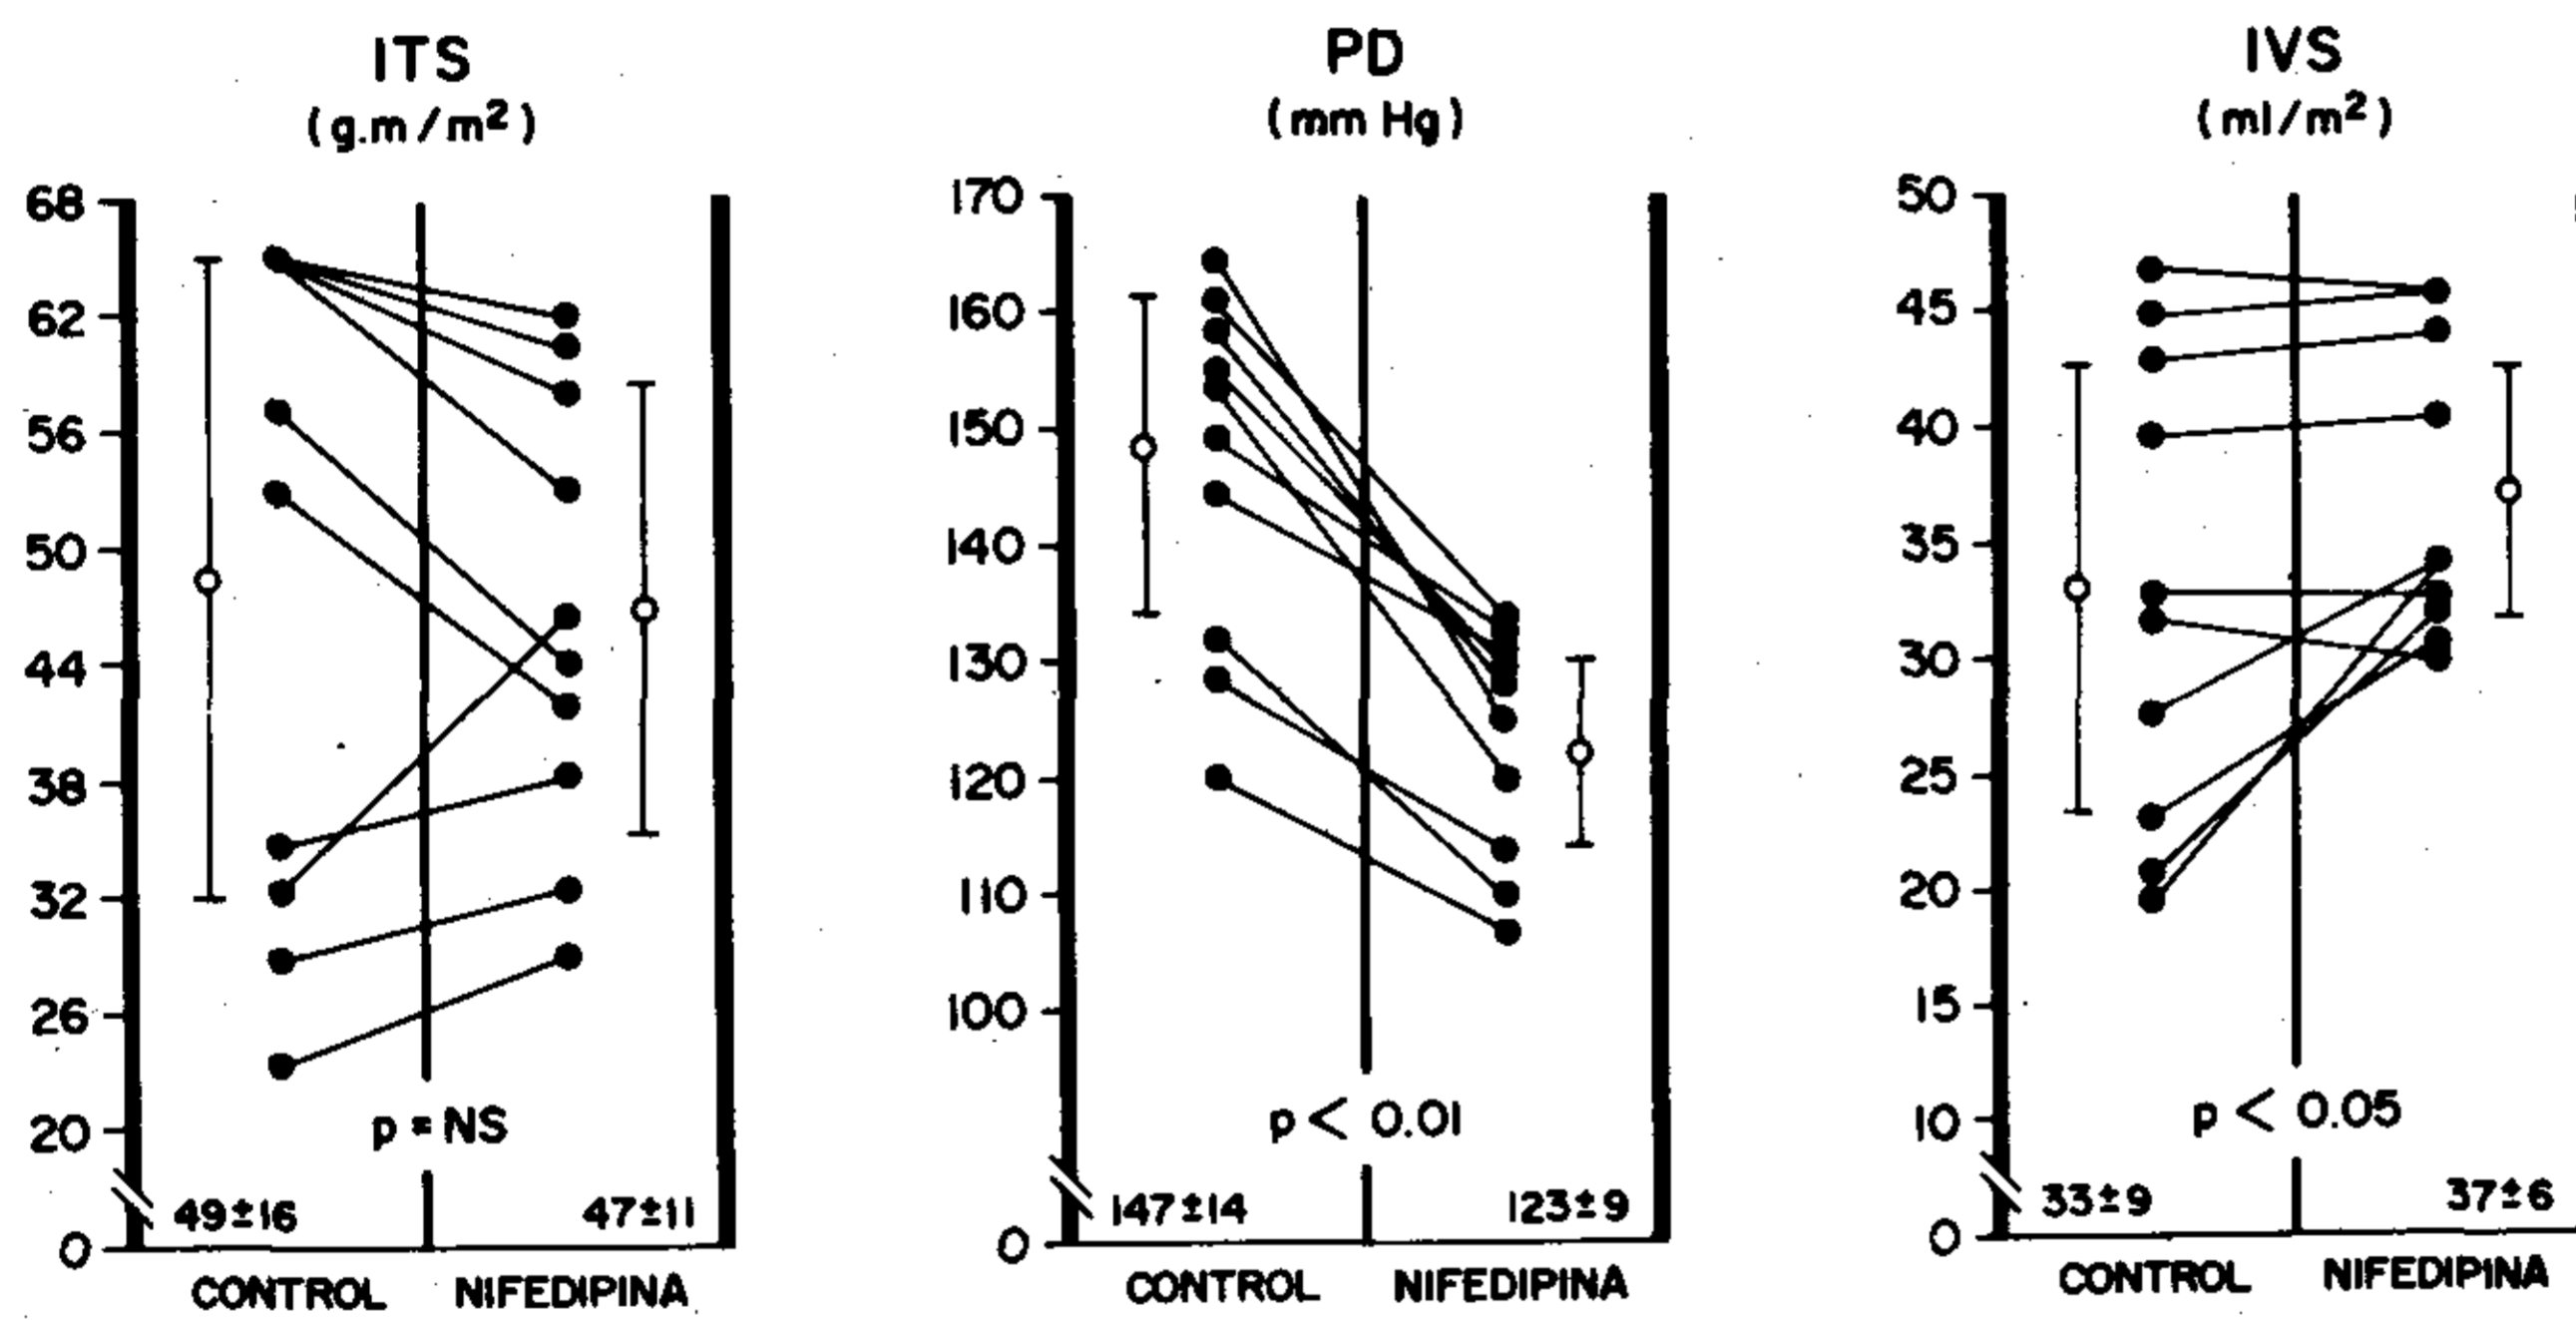 ITS
(g.m/m²)
68
62
56
50
44
38
32
26
20
0
p = NS
49±16
47±11
CONTROL
NIFEDIPINA
PD
(mm Hg)
170
160
150
140
130
120
110
100
0
p < 0.01
147±14
123±9
CONTROL
NIFEDIPINA
IVS
(ml/m²)
50
45
40
35
30
25
20
15
10
0
p < 0.05
33±9
37±6
CONTROL
NIFEDIPINA